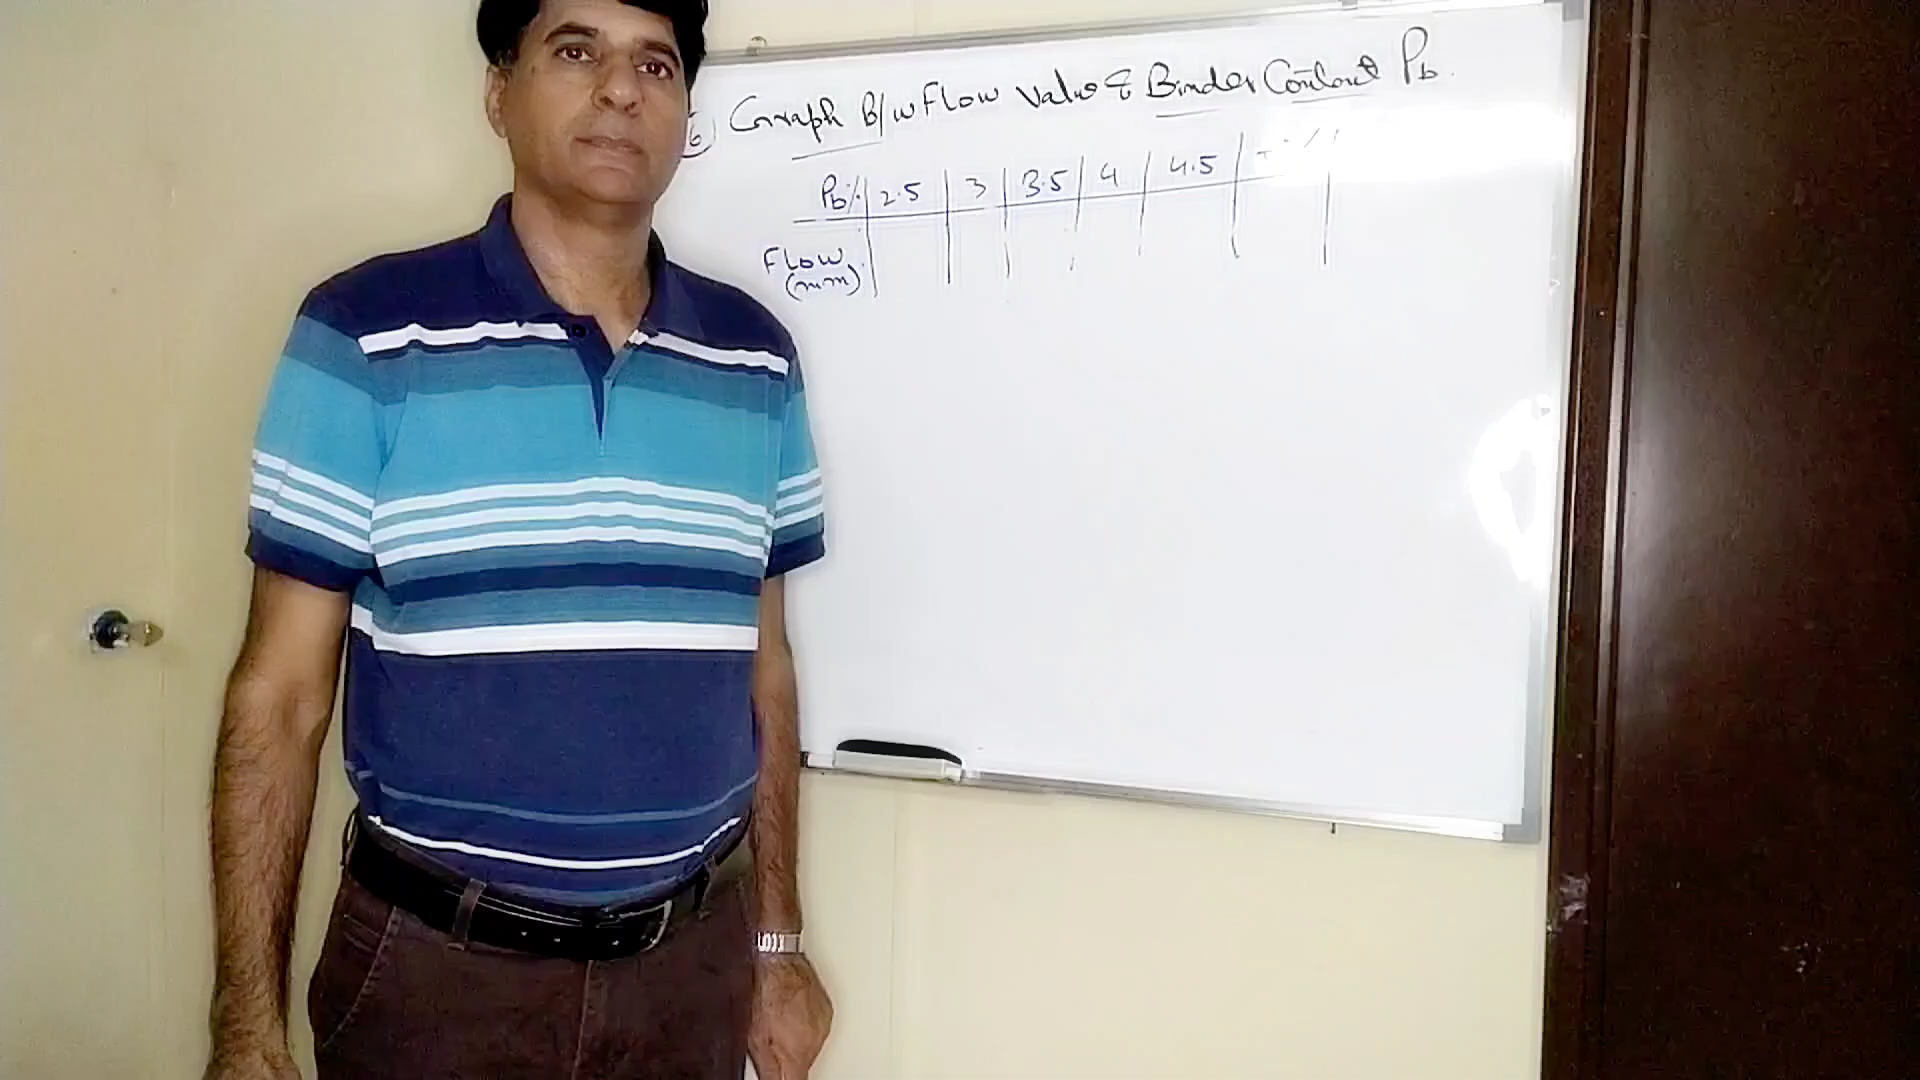 6) Graph B/w Flow Value & Binder Content Pb.
Pb% 2.5 3 3.5 4 4.5
Flow (mm)